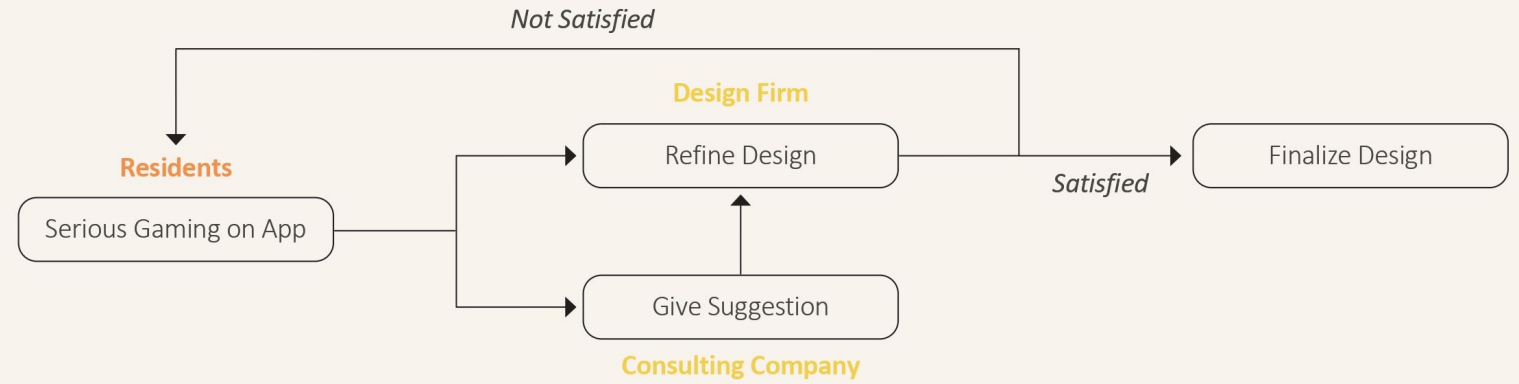 Not Satisfied
Design Firm
Refine Design
Finalize Design
Residents
Satisfied
Serious Gaming on App
Give Suggestion
Consulting Company